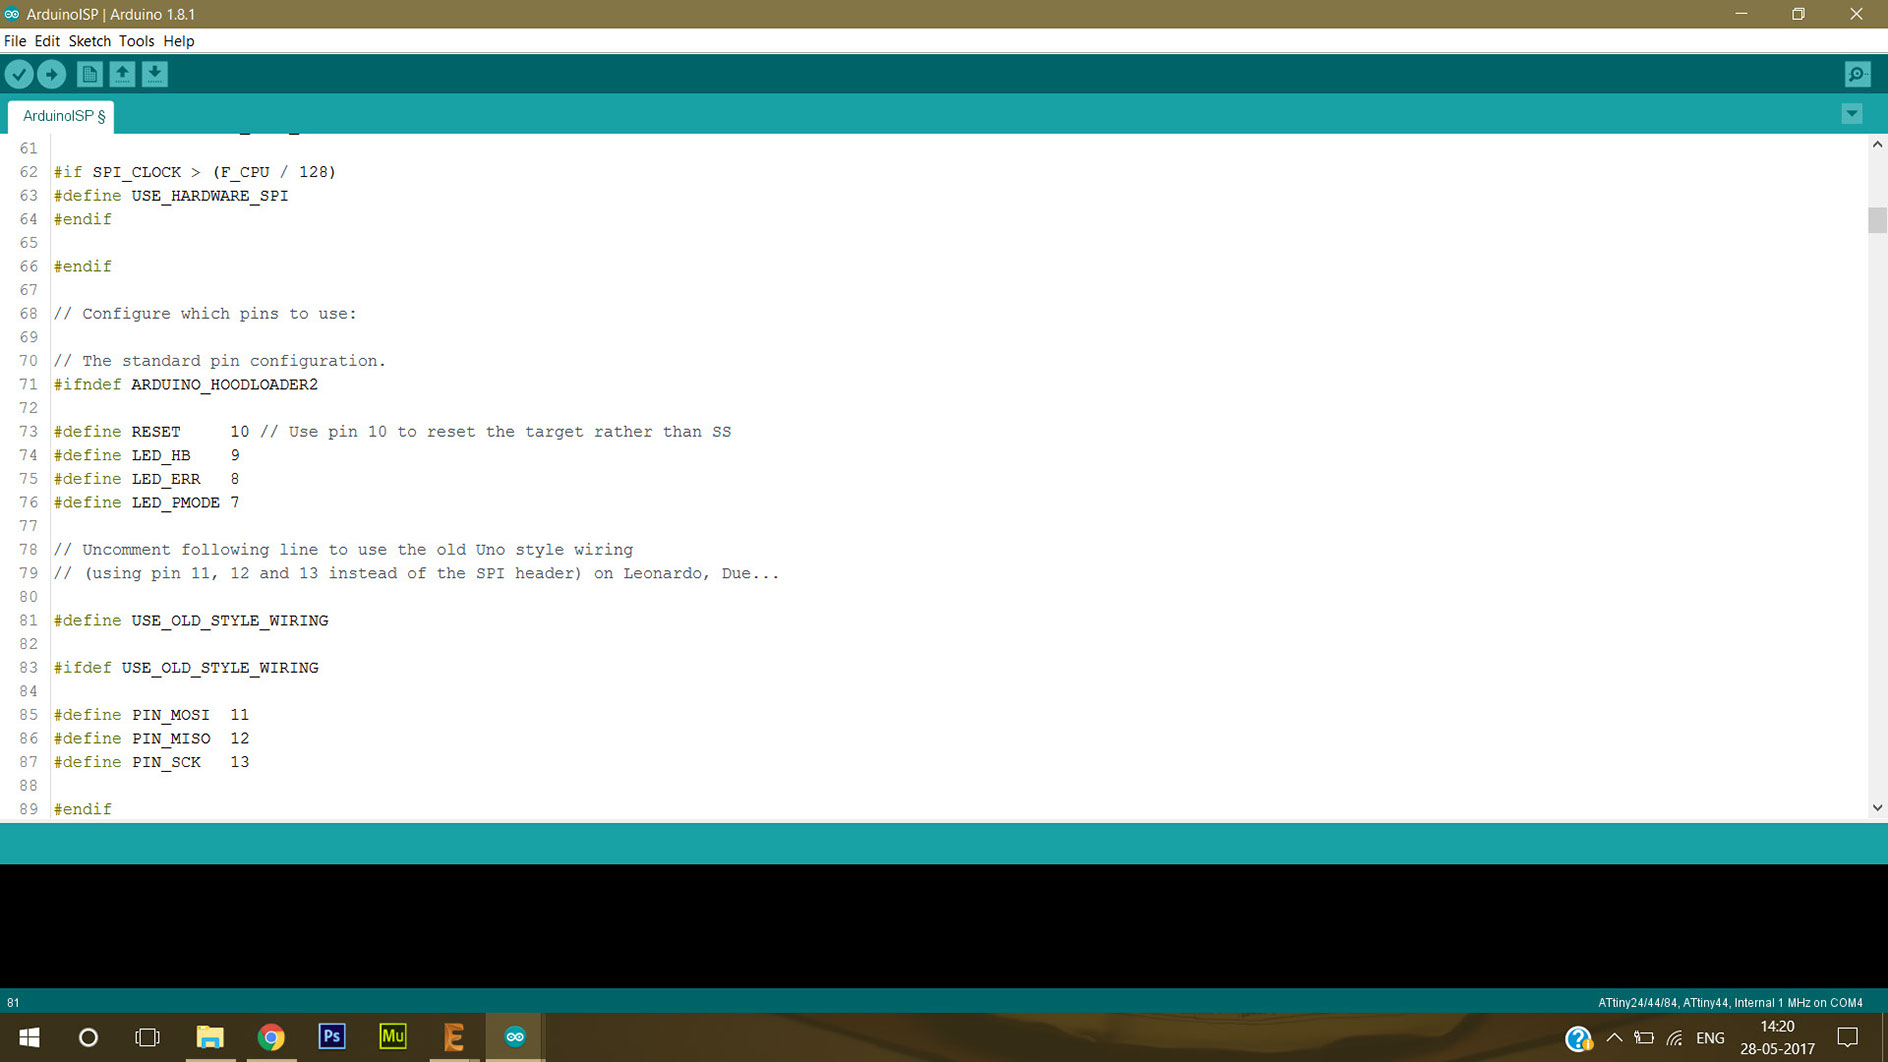 ArduinoISP | Arduino 1.8.1
File Edit Sketch Tools Help
ArduinoISP §
61
62 #if SPI_CLOCK > (F_CPU / 128)
63 #define USE_HARDWARE_SPI
64 #endif
65
66 #endif
67
68 // Configure which pins to use:
69
70 // The standard pin configuration.
71 #ifndef ARDUINO_HOODLOADER2
72
73 #define RESET     10 // Use pin 10 to reset the target rather than SS
74 #define LED_HB    9
75 #define LED_ERR   8
76 #define LED_PMODE 7
77
78 // Uncomment following line to use the old Uno style wiring
79 // (using pin 11, 12 and 13 instead of the SPI header) on Leonardo, Due...
80
81 #define USE_OLD_STYLE_WIRING
82
83 #ifdef USE_OLD_STYLE_WIRING
84
85 #define PIN_MOSI  11
86 #define PIN_MISO  12
87 #define PIN_SCK   13
88
89 #endif
81 ATtiny24/44/84, ATtiny44, Internal 1 MHz on COM4
Ps Mu ENG 14:20
28-05-2017